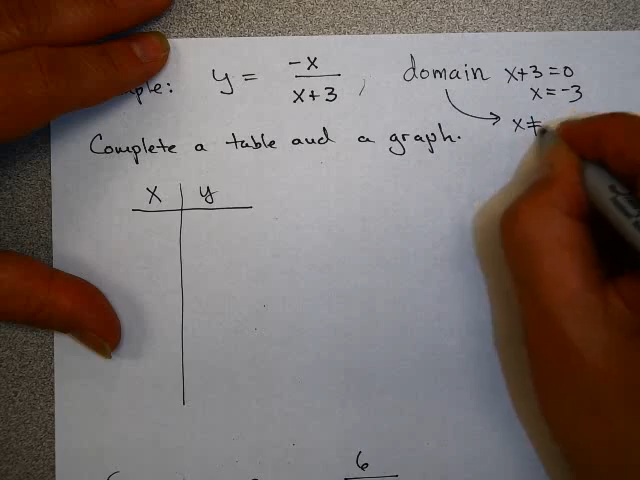 y = -x / x+3 , domain x+3=0
x=-3
x≠
Complete a table and a graph.
x y
6